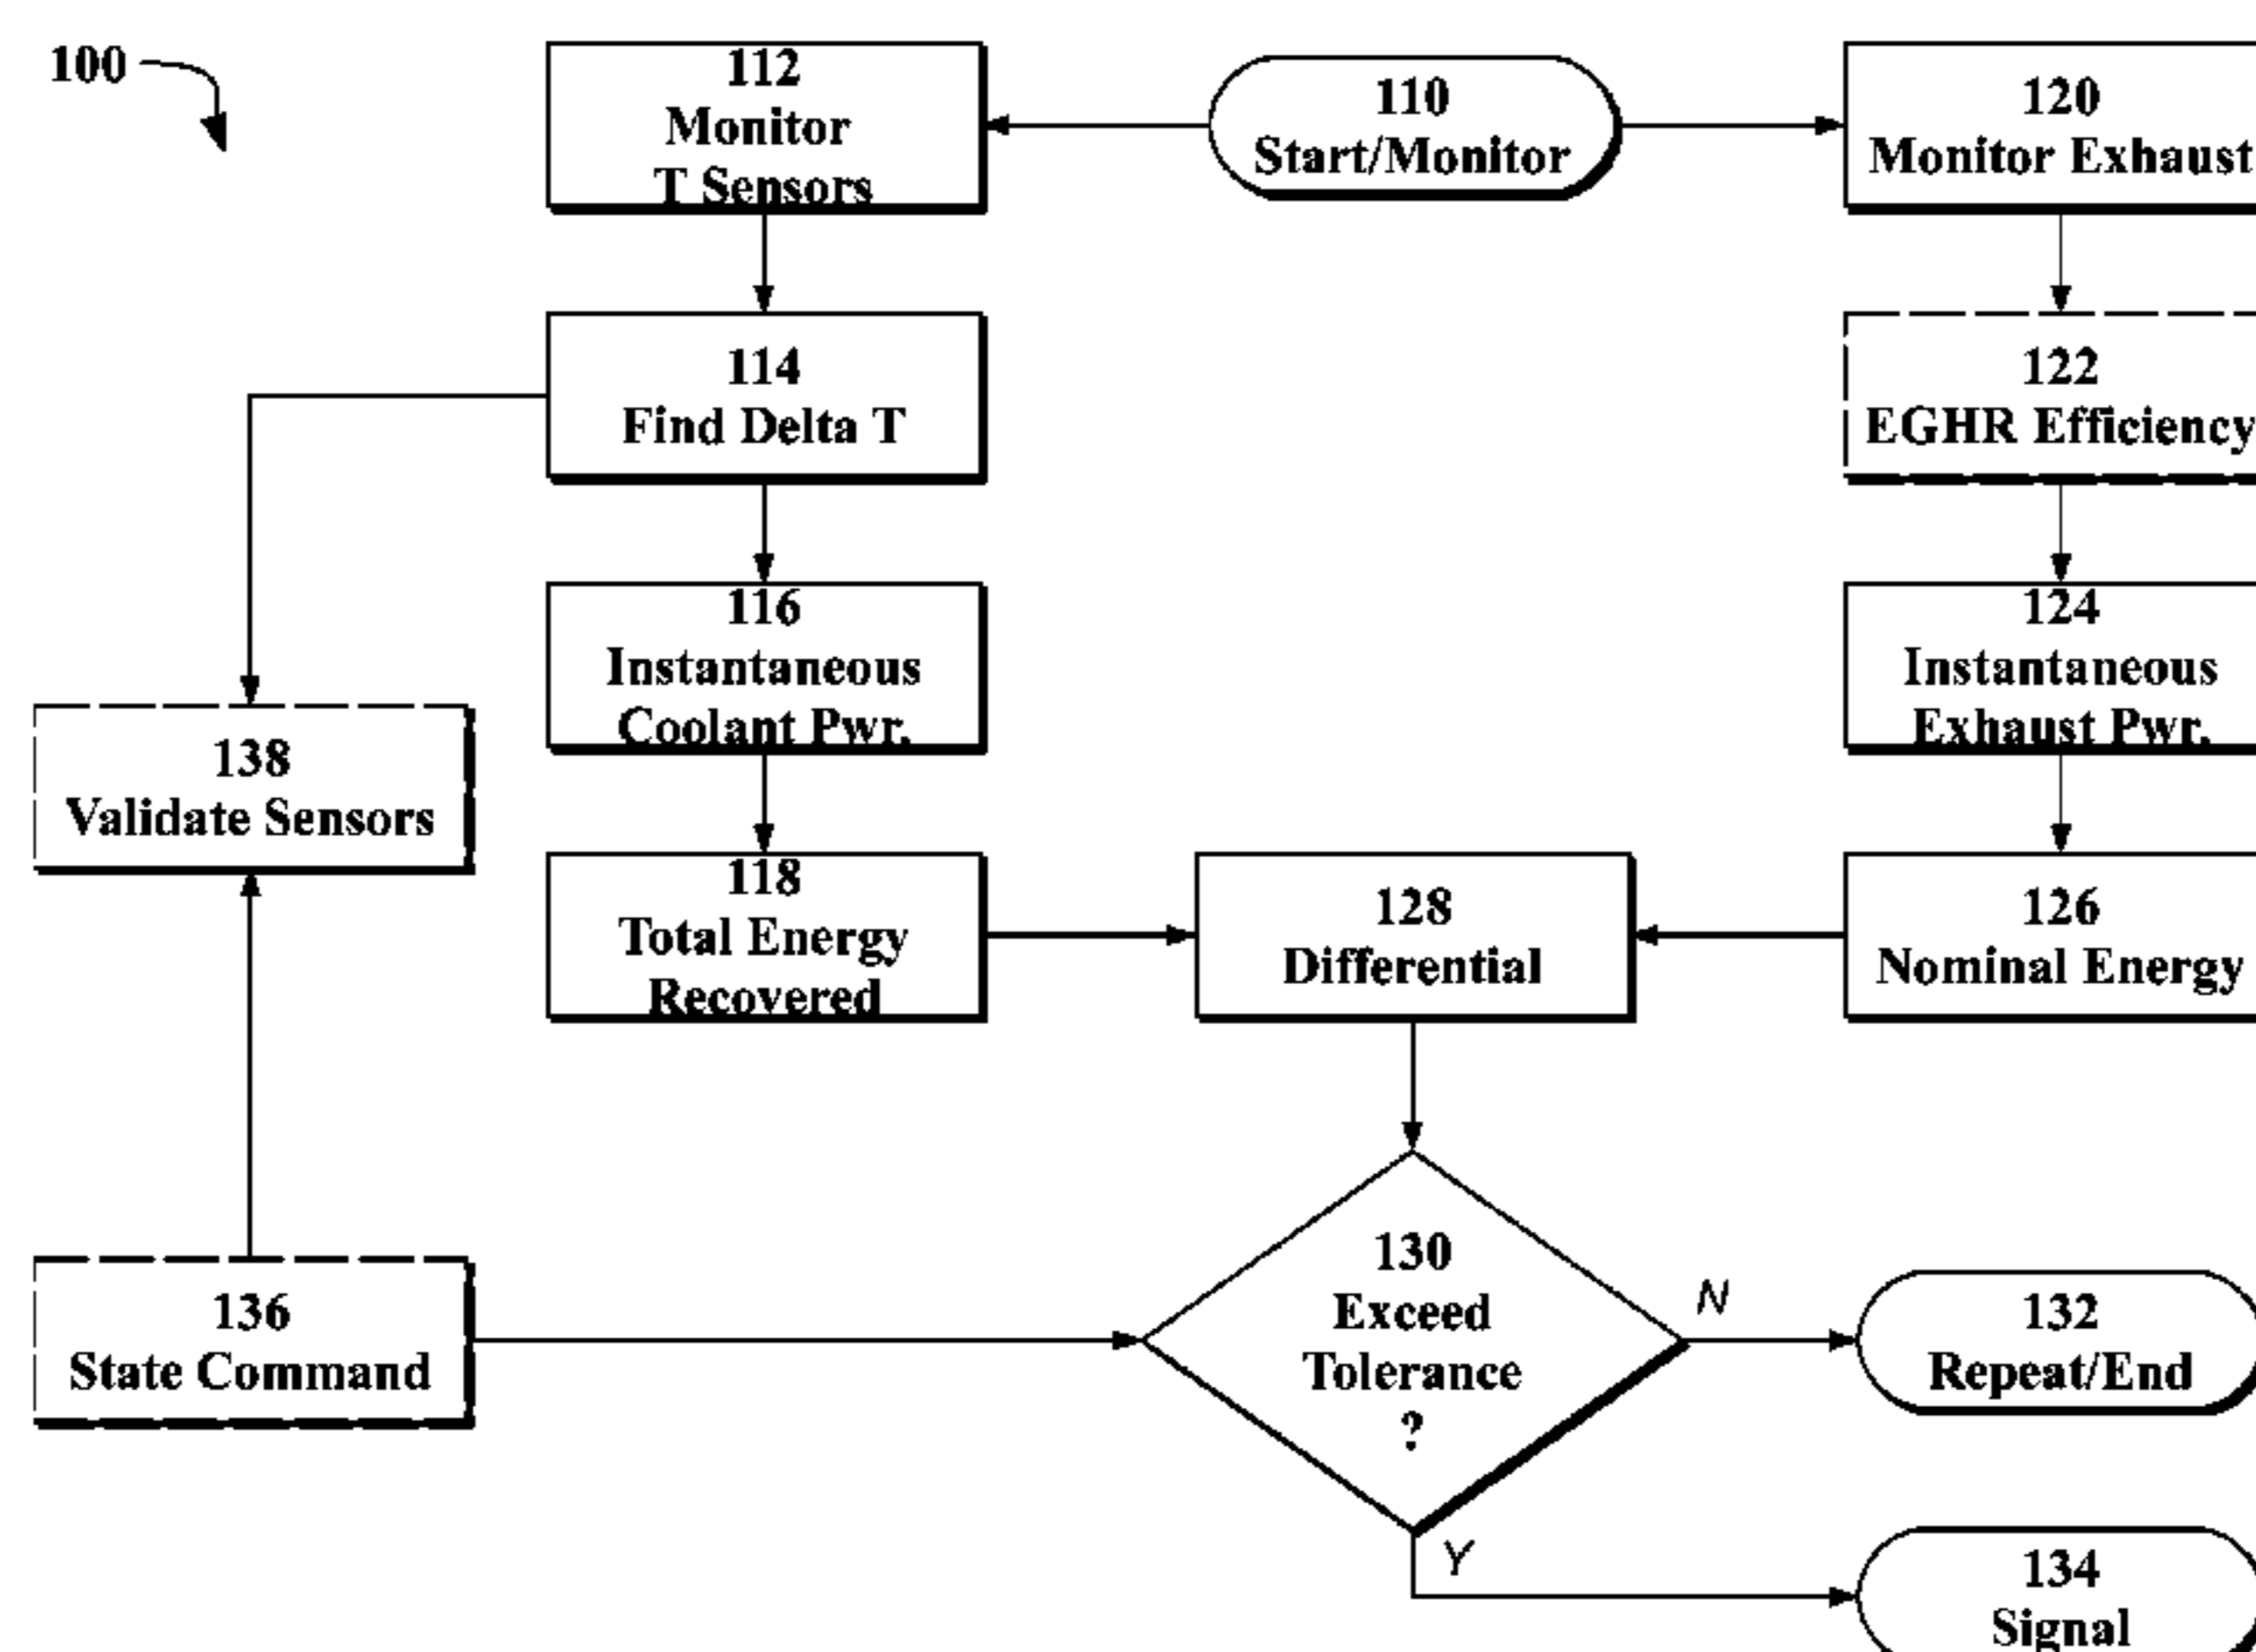 100
112
Monitor
T Sensors
110
Start/Monitor
120
Monitor Exhaust
114
Find Delta T
122
EGHR Efficiency
116
Instantaneous
Coolant Pwr.
124
Instantaneous
Exhaust Pwr.
138
Validate Sensors
118
Total Energy
Recovered
128
Differential
126
Nominal Energy
136
State Command
130
Exceed
Tolerance
?
N
132
Repeat/End
Y
134
Signal